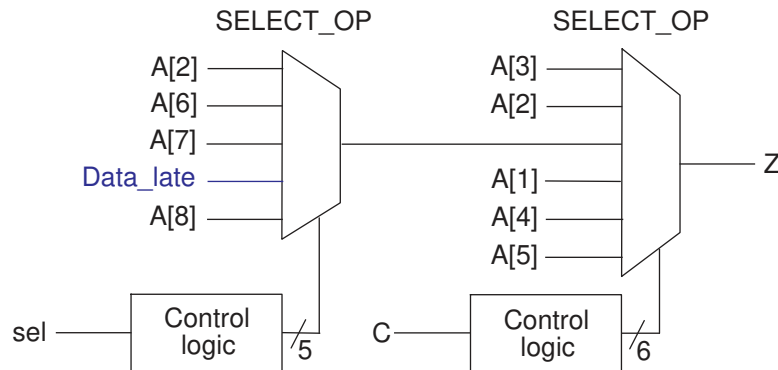 SELECT_OP
SELECT_OP
A[2]
A[6]
A[7]
Data_late
A[8]
A[3]
A[2]
A[1]
A[4]
A[5]
Z
sel
Control
logic
5
C
Control
logic
6